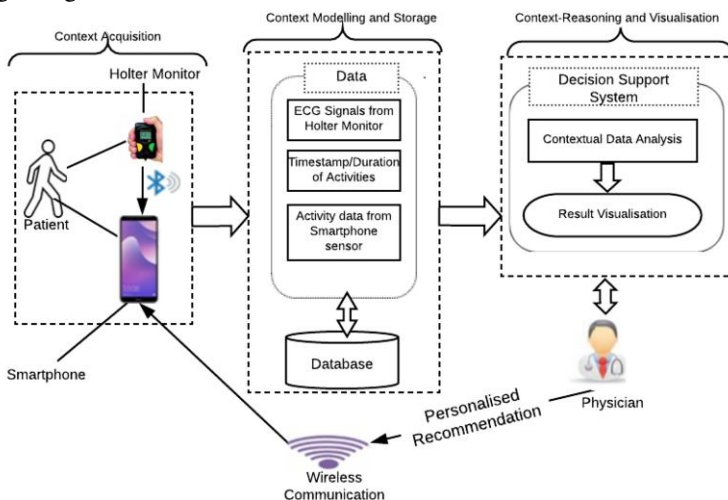 Context Acquisition
Holter Monitor
Patient
Smartphone
Context Modelling and Storage
Data
ECG Signals from
Holter Monitor
Timestamp/Duration
of Activities
Activity data from
Smartphone
sensor
Database
Context-Reasoning and Visualisation
Decision Support
System
Contextual Data Analysis
Result Visualisation
Physician
Personalised
Recommendation
Wireless
Communication